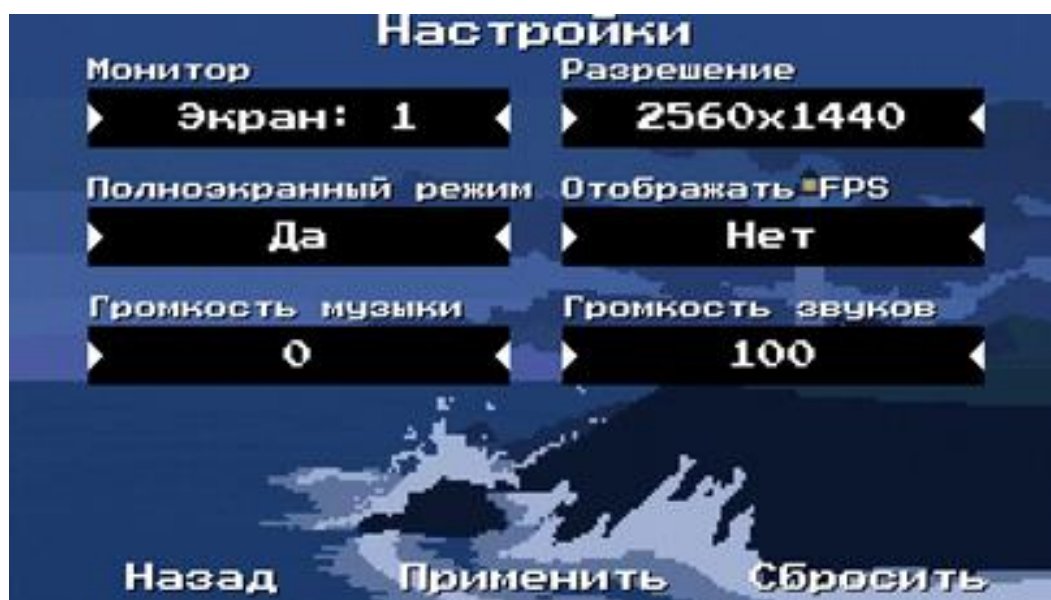 Настройки
Монитор Разрешение
Экран: 1 2560x1440
Полноэкранный режим Отображать FPS
Да Нет
Громкость музыки Громкость звуков
0 100
Назад Применить Сбросить